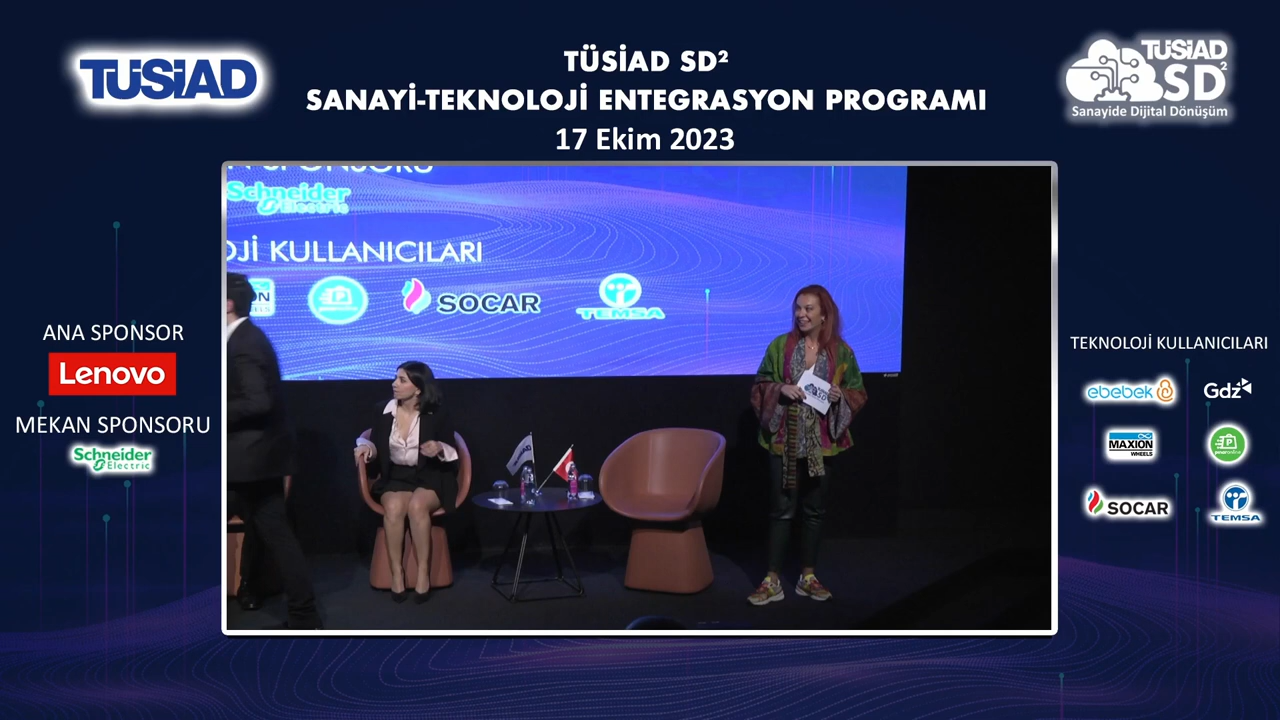 TÜSİAD
TÜSİAD SD²
SANAYİ-TEKNOLOJİ ENTEGRASYON PROGRAMI
17 Ekim 2023
TÜSİAD
SD²
Sanayide Dijital Dönüşüm
ANA SPONSOR
Lenovo
MEKAN SPONSORU
Schneider
Electric
SPONSORU
Schneider
Electric
KULLANICILARI
SOCAR
TEMSA
SD²
TEKNOLOJİ KULLANICILARI
ebebek
Gdz
MAXION
WHEELS
SOCAR
TEMSA